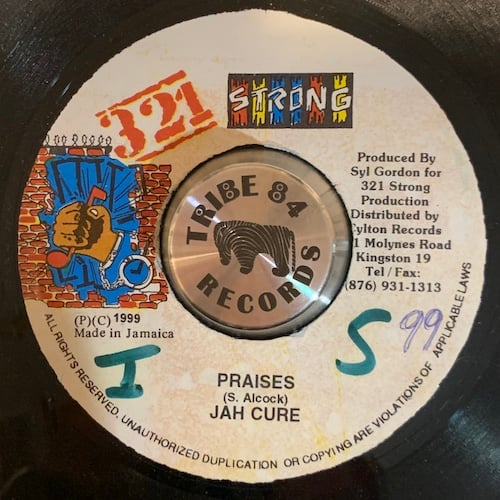 321
STRONG
Produced By
Syl Gordon for
321 Strong
Production
Distributed by
ylton Records
1 Molynes Road
Kingston 19
Tel / Fax:
(876) 931-1313
TRIBE 84
RECORDS
(P)(C) 1999
Made in Jamaica
I
S 99
PRAISES
(S. Alcock)
JAH CURE
ALL RIGHTS RESERVED, UNAUTHORIZED DUPLICATION OR COPYING ARE VIOLATIONS OF APPLICABLE LAWS